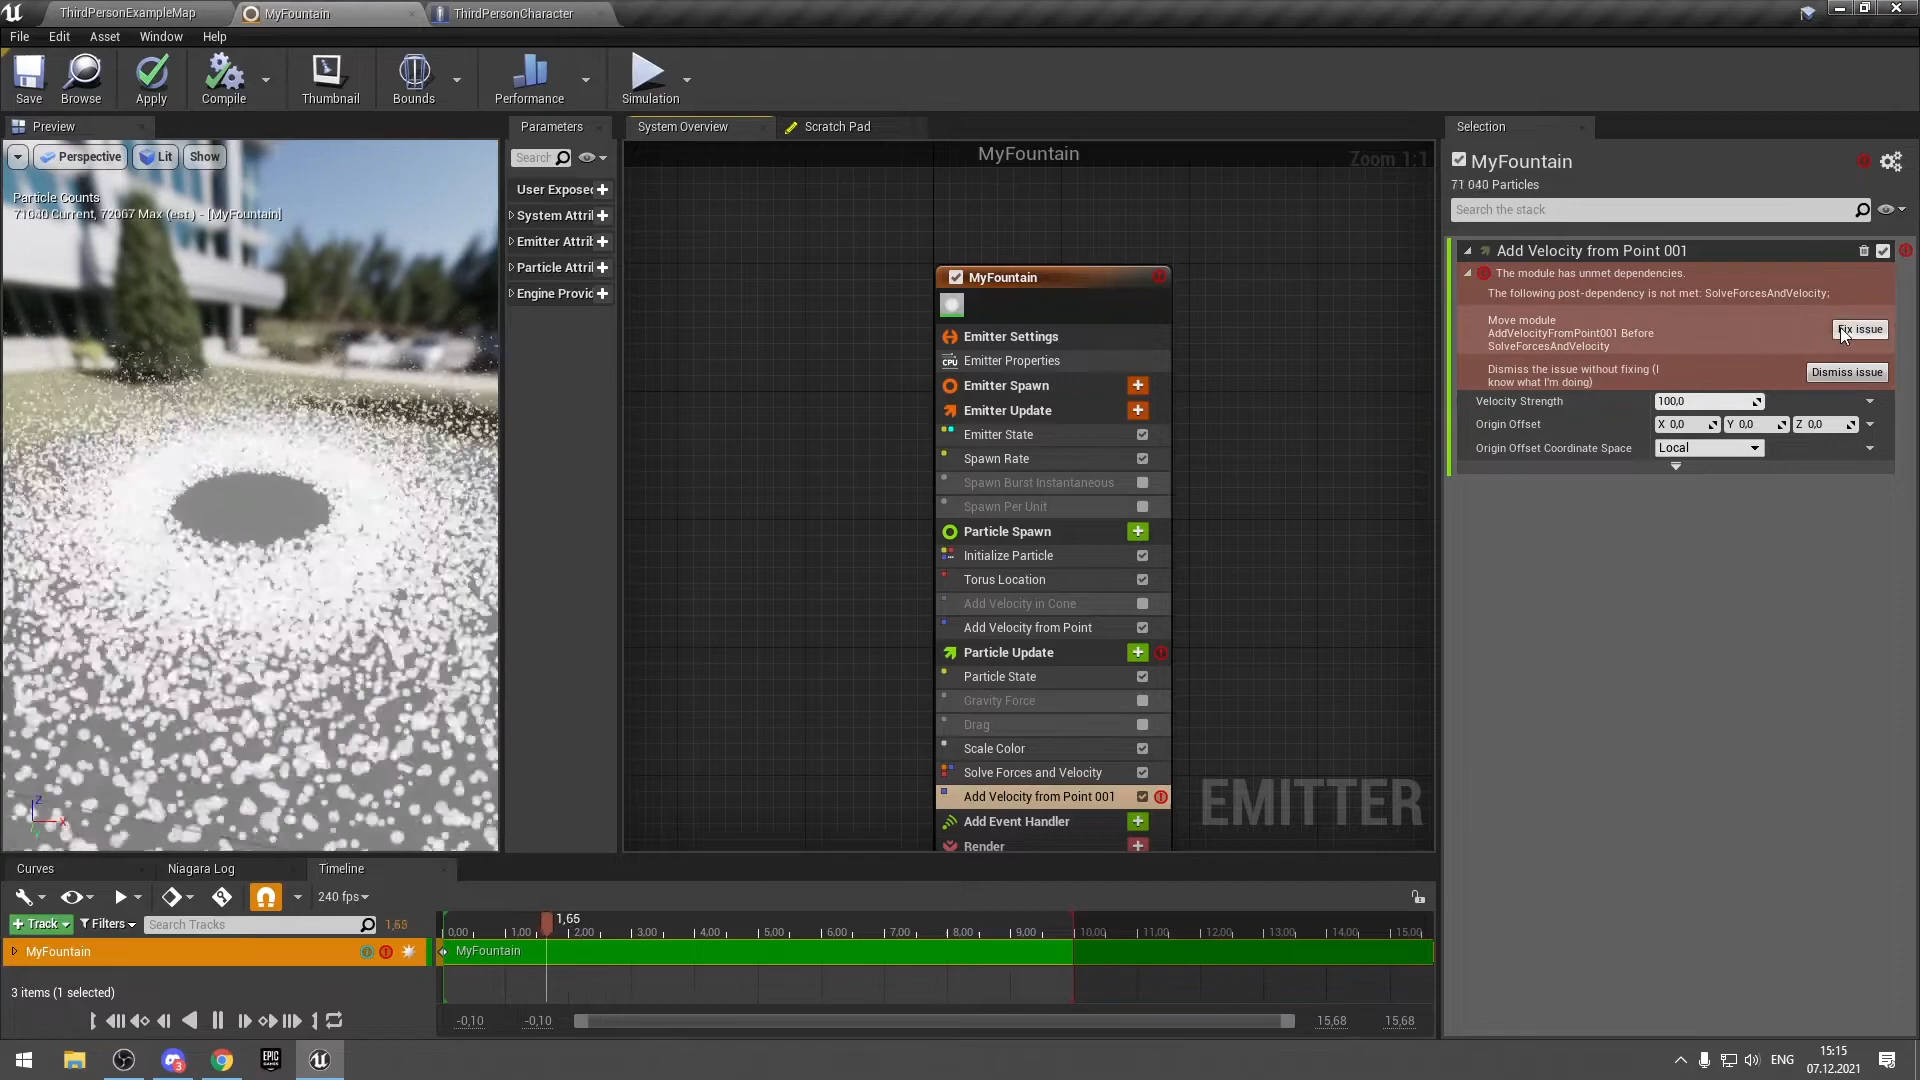 ThirdPersonExampleMap
MyFountain
ThirdPersonCharacter
File Edit Asset Window Help
Save Browse Apply Compile Thumbnail Bounds Performance Simulation
Preview
Perspective Lit Show
Particle Counts
71040 Current, 72067 Max (est.) - [MyFountain]
Parameters
Search
User Exposed
System Attri
Emitter Attrib
Particle Attri
Engine Provid
System Overview
Scratch Pad
MyFountain
Zoom 1:1
MyFountain
Emitter Settings
CPU Emitter Properties
Emitter Spawn
Emitter Update
Emitter State
Spawn Rate
Spawn Burst Instantaneous
Spawn Per Unit
Particle Spawn
Initialize Particle
Torus Location
Add Velocity in Cone
Add Velocity from Point
Particle Update
Particle State
Gravity Force
Drag
Scale Color
Solve Forces and Velocity
Add Velocity from Point 001
Add Event Handler
Render
EMITTER
Selection
MyFountain
71 040 Particles
Search the stack
Add Velocity from Point 001
The module has unmet dependencies.
The following post-dependency is not met: SolveForcesAndVelocity;
Move module
AddVelocityFromPoint001 Before
SolveForcesAndVelocity
Fix issue
Dismiss the issue without fixing (I
know what I'm doing)
Dismiss issue
Velocity Strength 100,0
Origin Offset X 0,0 Y 0,0 Z 0,0
Origin Offset Coordinate Space Local
Curves Niagara Log Timeline
240 fps
+ Track Filters Search Tracks 1,65
1,65
0,00 1,00 2,00 3,00 4,00 5,00 6,00 7,00 8,00 9,00 10,00 11,00 12,00 13,00 14,00 15,00
MyFountain
MyFountain
3 items (1 selected)
-0,10 -0,10 15,68 15,68
Z
X
Y
3
EPIC
GAMES
ENG
15:15
07.12.2021